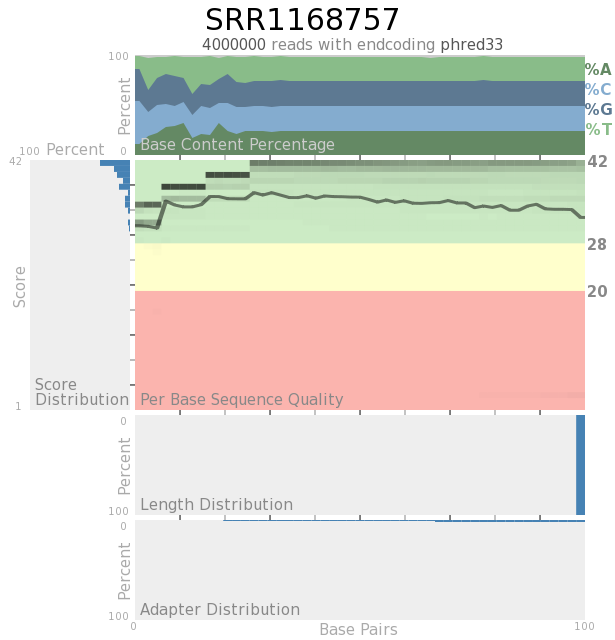 SRR1168757
4000000 reads with endcoding phred33
100
Percent
0
Base Content Percentage
%A
%C
%G
%T
100 Percent 0
42
Score
1
Score
Distribution
Per Base Sequence Quality
42
28
20
0
Percent
100
Length Distribution
0
Percent
100
Adapter Distribution
0
Base Pairs
100